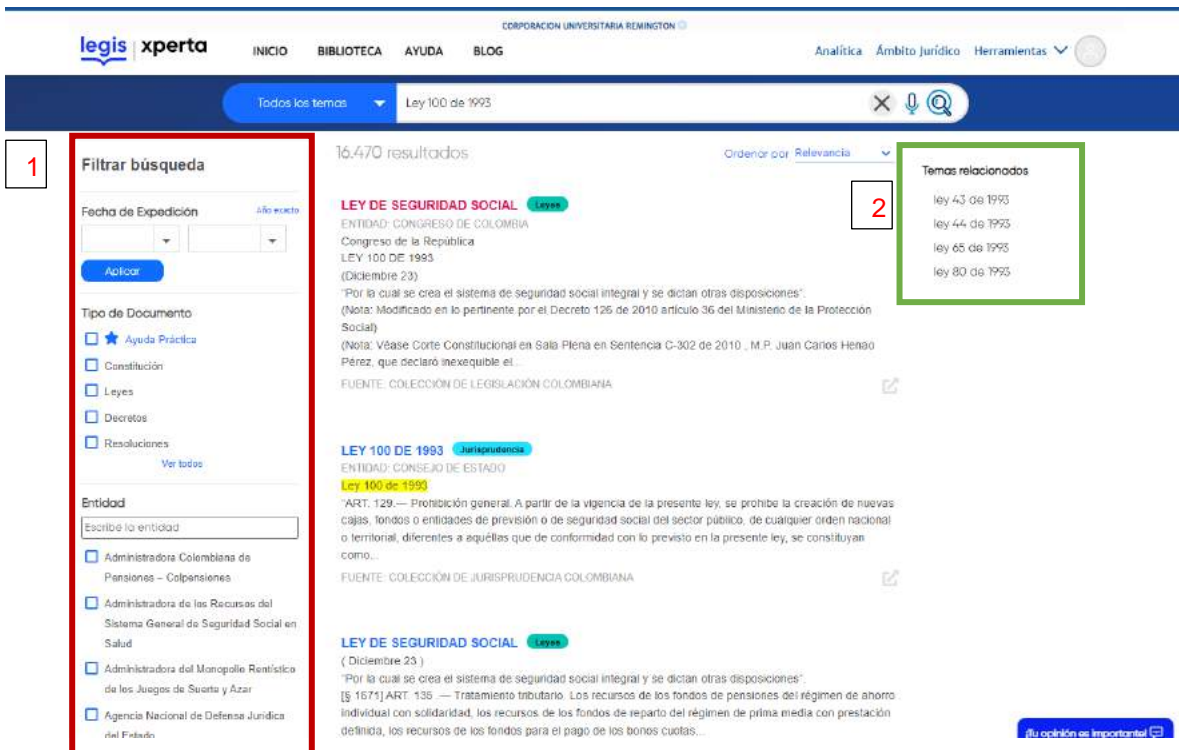 CORPORACION UNIVERSITARIA REMINGTON
legis xperta
INICIO BIBLIOTECA AYUDA BLOG
Analítica Ámbito Jurídico Herramientas
Todos los temas
Ley 100 de 1993
1
Filtrar búsqueda
Fecha de Expedición
Año exacto
Aplicar
Tipo de Documento
Ayuda Práctica
Constitución
Leyes
Decretos
Resoluciones
Ver todos
Entidad
Escribe la entidad
Administradora Colombiana de
Pensiones – Colpensiones
Administradora de los Recursos del
Sistema General de Seguridad Social en
Salud
Administradora del Monopolio Rentístico
de los Juegos de Suerte y Azar
Agencia Nacional de Defensa Jurídica
del Estado
16.470 resultados
Ordenar por Relevancia
LEY DE SEGURIDAD SOCIAL Leyes
ENTIDAD: CONGRESO DE COLOMBIA
Congreso de la República
LEY 100 DE 1993
(Diciembre 23)
"Por la cual se crea el sistema de seguridad social integral y se dictan otras disposiciones".
(Nota: Modificado en lo pertinente por el Decreto 126 de 2010 artículo 36 del Ministerio de la Protección
Social)
(Nota: Véase Corte Constitucional en Sala Plena en Sentencia C-302 de 2010 , M.P. Juan Carlos Henao
Pérez, que declaró inexequible el...
FUENTE: COLECCIÓN DE LEGISLACIÓN COLOMBIANA
LEY 100 DE 1993 Jurisprudencia
ENTIDAD: CONSEJO DE ESTADO
Ley 100 de 1993
"ART. 129.— Prohibición general. A partir de la vigencia de la presente ley, se prohíbe la creación de nuevas
cajas, fondos o entidades de previsión o de seguridad social del sector público, de cualquier orden nacional
o territorial, diferentes a aquéllas que de conformidad con lo previsto en la presente ley, se constituyan
como...
FUENTE: COLECCIÓN DE JURISPRUDENCIA COLOMBIANA
LEY DE SEGURIDAD SOCIAL Leyes
( Diciembre 23 )
"Por la cual se crea el sistema de seguridad social integral y se dictan otras disposiciones".
[§ 1671] ART. 135 .— Tratamiento tributario. Los recursos de los fondos de pensiones del régimen de ahorro
individual con solidaridad, los recursos de los fondos de reparto del régimen de prima media con prestación
definida, los recursos de los fondos para el pago de los bonos cuotas...
2
Temas relacionados
ley 43 de 1993
ley 44 de 1993
ley 65 de 1993
ley 80 de 1993
¡Tu opinión es importante!